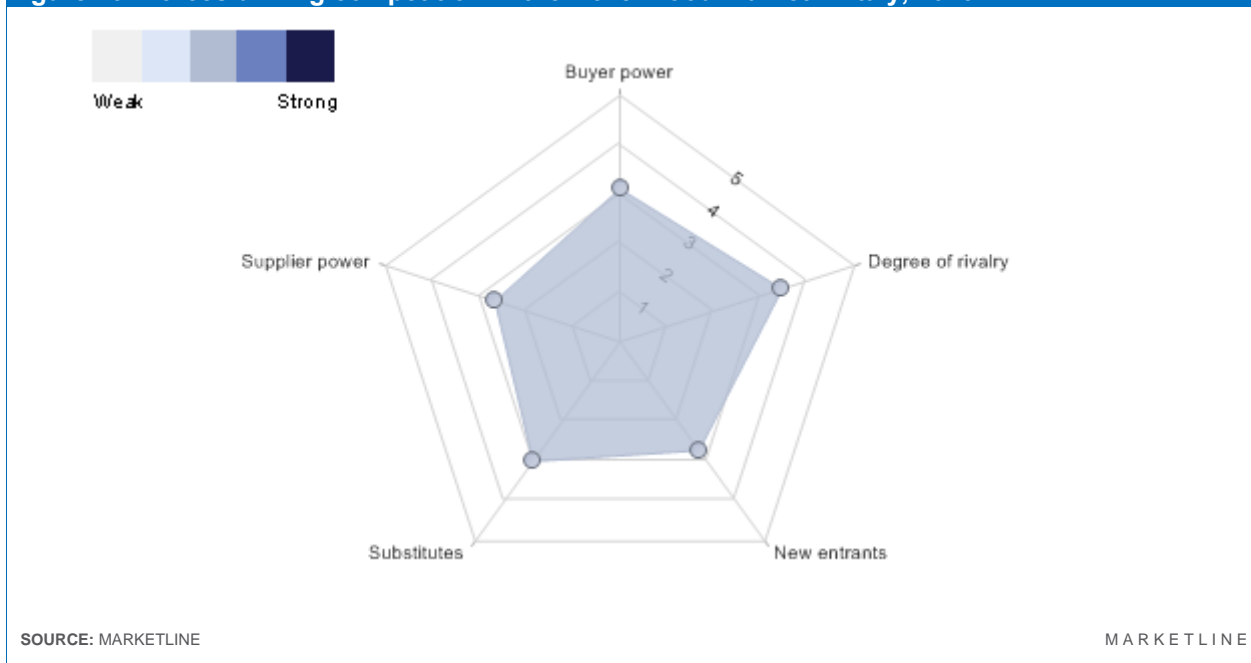 Buyer power
Weak
Strong
5
4
3
2
1
Supplier power
Degree of rivalry
Substitutes
New entrants
SOURCE: MARKETLINE
MARKETLINE